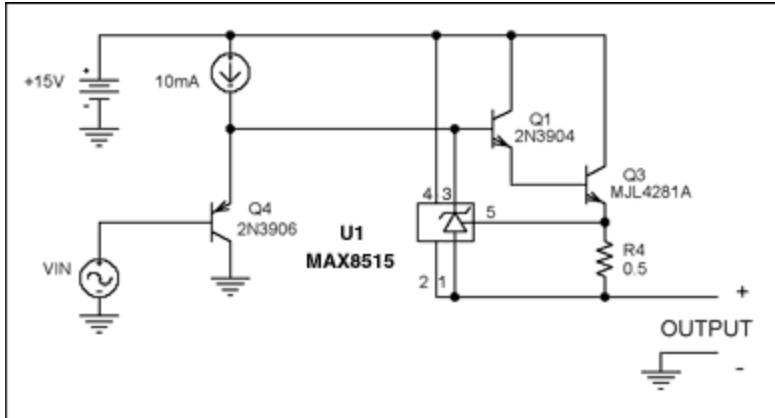 +15V
+
-
10mA
Q1
2N3904
Q3
MJL4281A
4 3
5
Q4
2N3906
U1
MAX8515
VIN
R4
0.5
2 1
+
OUTPUT
-